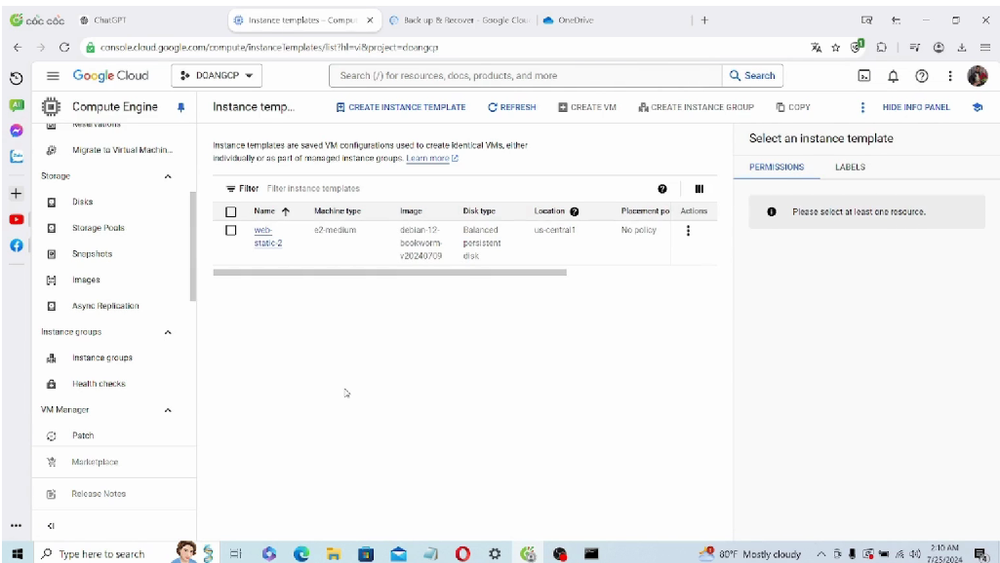 cốc cốc
ChatGPT
Instance templates – Compu
Back up & Recover - Google Clou
OneDrive
console.cloud.google.com/compute/instanceTemplates/list?hl=vi&project=doangcp
Google Cloud
DOANGCP
Search (/) for resources, docs, products, and more
Search
Compute Engine
Instance temp...
CREATE INSTANCE TEMPLATE
REFRESH
CREATE VM
CREATE INSTANCE GROUP
COPY
HIDE INFO PANEL
Reservations
Migrate to Virtual Machin...
Storage
Disks
Storage Pools
Snapshots
Images
Async Replication
Instance groups
Instance groups
Health checks
VM Manager
Patch
Marketplace
Release Notes
Instance templates are saved VM configurations used to create identical VMs, either
individually or as part of managed instance groups. Learn more
Filter Filter instance templates
Name Machine type Image Disk type Location Placement po Actions
web- e2-medium debian-12- Balanced us-central1 No policy
static-2 bookworm- persistent
v20240709 disk
Select an instance template
PERMISSIONS LABELS
Please select at least one resource.
Type here to search
80°F Mostly cloudy
2:10 AM
7/25/2024